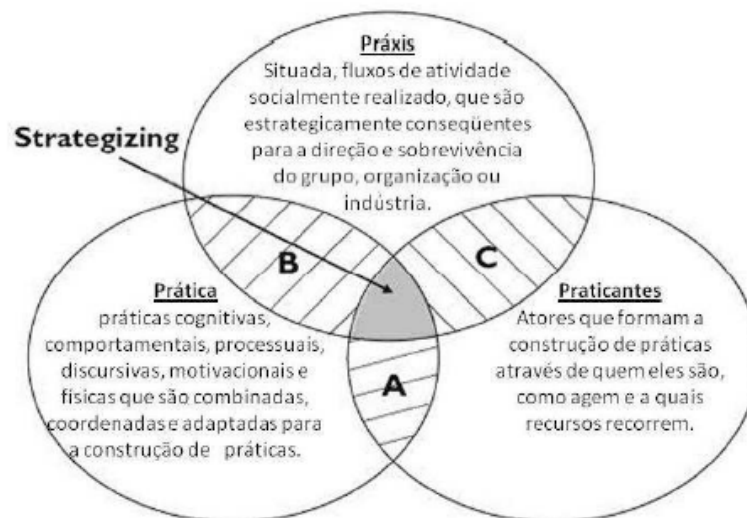 Práxis
Situada, fluxos de atividade
socialmente realizado, que são
estrategicamente conseqüentes
para a direção e sobrevivência
do grupo, organização ou
indústria.
Strategizing
B
C
Prática
práticas cognitivas,
comportamentais, processuais,
discursivas, motivacionais e
físicas que são combinadas,
coordenadas e adaptadas para
a construção de práticas.
Praticantes
Atores que formam a
construção de práticas
através de quem eles são,
como agem e a quais
recursos recorrem.
A